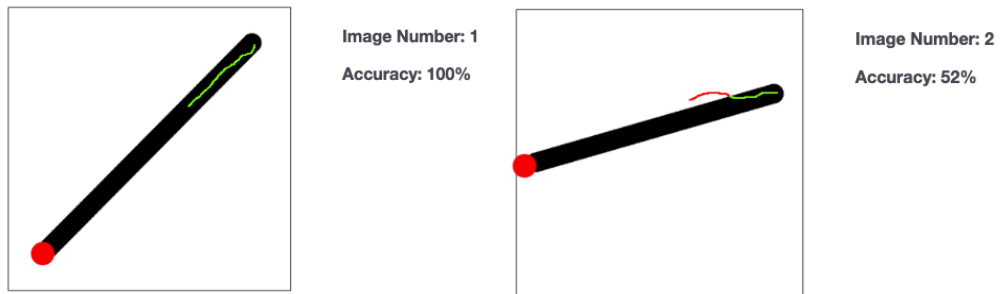 Image Number: 1
Accuracy: 100%
Image Number: 2
Accuracy: 52%